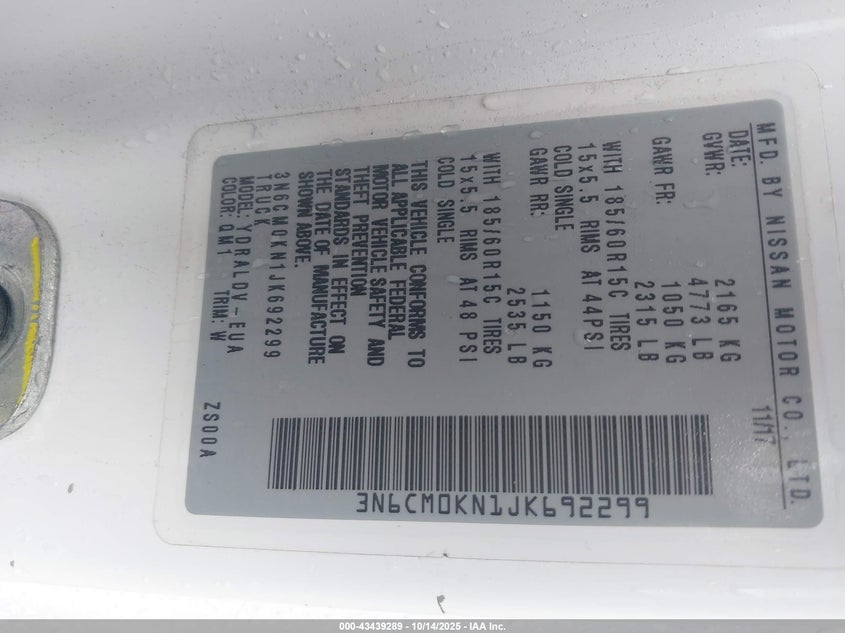 MFD. BY NISSAN MOTOR CO., LTD.
DATE: 11/17
GVWR: 2165 KG
4773 LB
GAWR FR: 1050 KG
2315 LB
WITH 185/60R15C TIRES
15x5.5 RIMS AT 44PSI
COLD SINGLE
GAWR RR: 1150 KG
2535 LB
WITH 185/60R15C TIRES
15x5.5 RIMS AT 48 PSI
COLD SINGLE
THIS VEHICLE CONFORMS TO
ALL APPLICABLE FEDERAL
MOTOR VEHICLE SAFETY AND
THEFT PREVENTION
STANDARDS IN EFFECT ON
THE DATE OF MANUFACTURE
SHOWN ABOVE.
3N6CM0KN1JK692299
TRUCK
MODEL: YDRALDV-EUA
COLOR: QM1 TRIM: W ZS00A
3N6CM0KN1JK692299
000-43439289 - 10/14/2025 - IAA Inc.